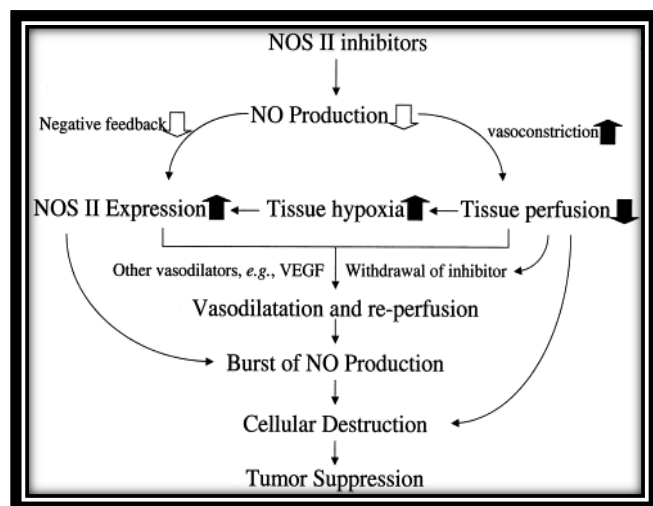 NOS II inhibitors
Negative feedback
NO Production
vasoconstriction
NOS II Expression
Tissue hypoxia
Tissue perfusion
Other vasodilators, e.g., VEGF
Withdrawal of inhibitor
Vasodilatation and re-perfusion
Burst of NO Production
Cellular Destruction
Tumor Suppression